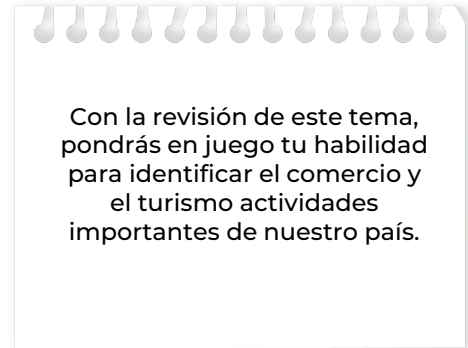 Con la revisión de este tema,
pondrás en juego tu habilidad
para identificar el comercio y
el turismo actividades
importantes de nuestro país.